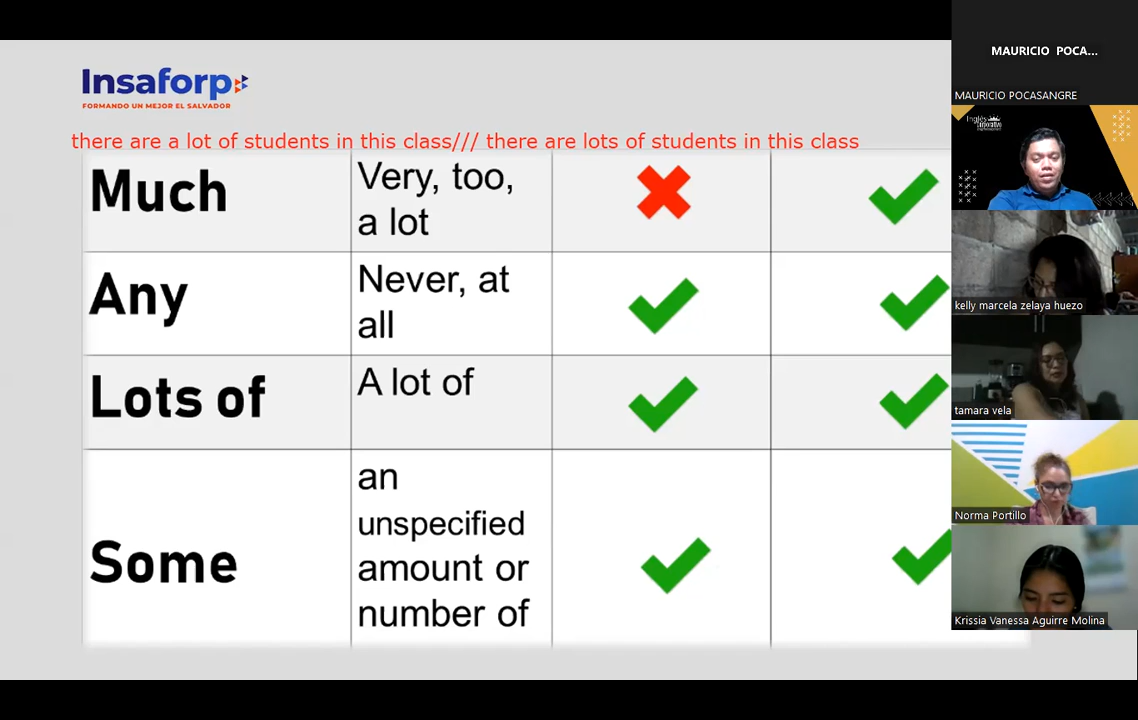 MAURICIO POCA...
MAURICIO POCASANGRE
Insaforp
FORMANDO UN MEJOR EL SALVADOR
there are a lot of students in this class/// there are lots of students in this class
Much
Very, too,
a lot
Any
Never, at
all
Lots of
A lot of
Some
an
unspecified
amount or
number of
Inglés
kelly marcela zelaya huezo
tamara vela
Norma Portillo
Krissia Vanessa Aguirre Molina